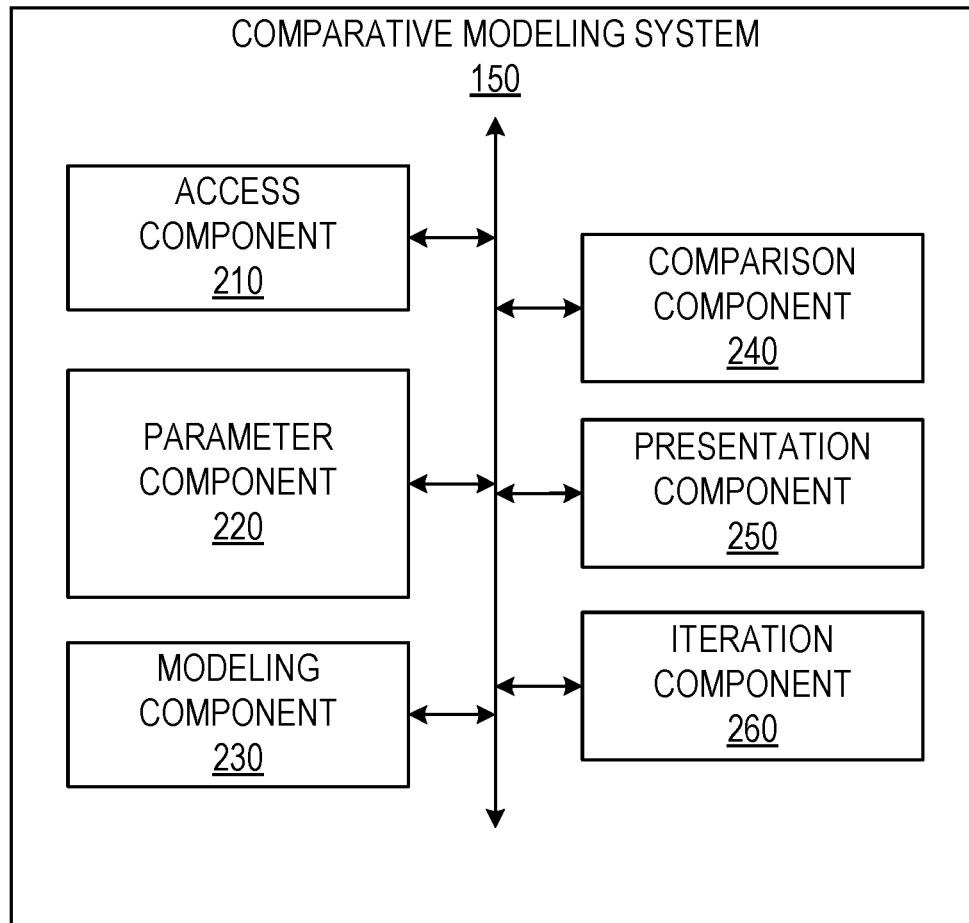 COMPARATIVE MODELING SYSTEM
150
ACCESS
COMPONENT
210
PARAMETER
COMPONENT
220
MODELING
COMPONENT
230
COMPARISON
COMPONENT
240
PRESENTATION
COMPONENT
250
ITERATION
COMPONENT
260